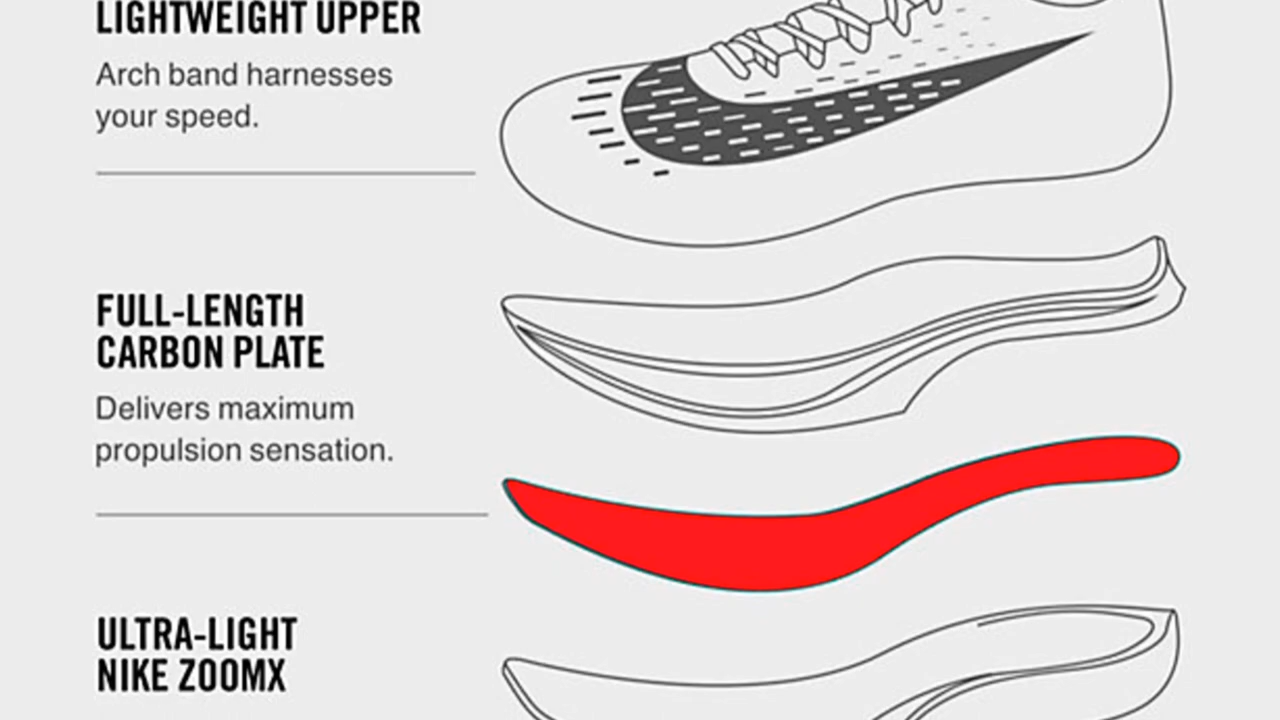 LIGHTWEIGHT UPPER
Arch band harnesses
your speed.
FULL-LENGTH
CARBON PLATE
Delivers maximum
propulsion sensation.
ULTRA-LIGHT
NIKE ZOOMX